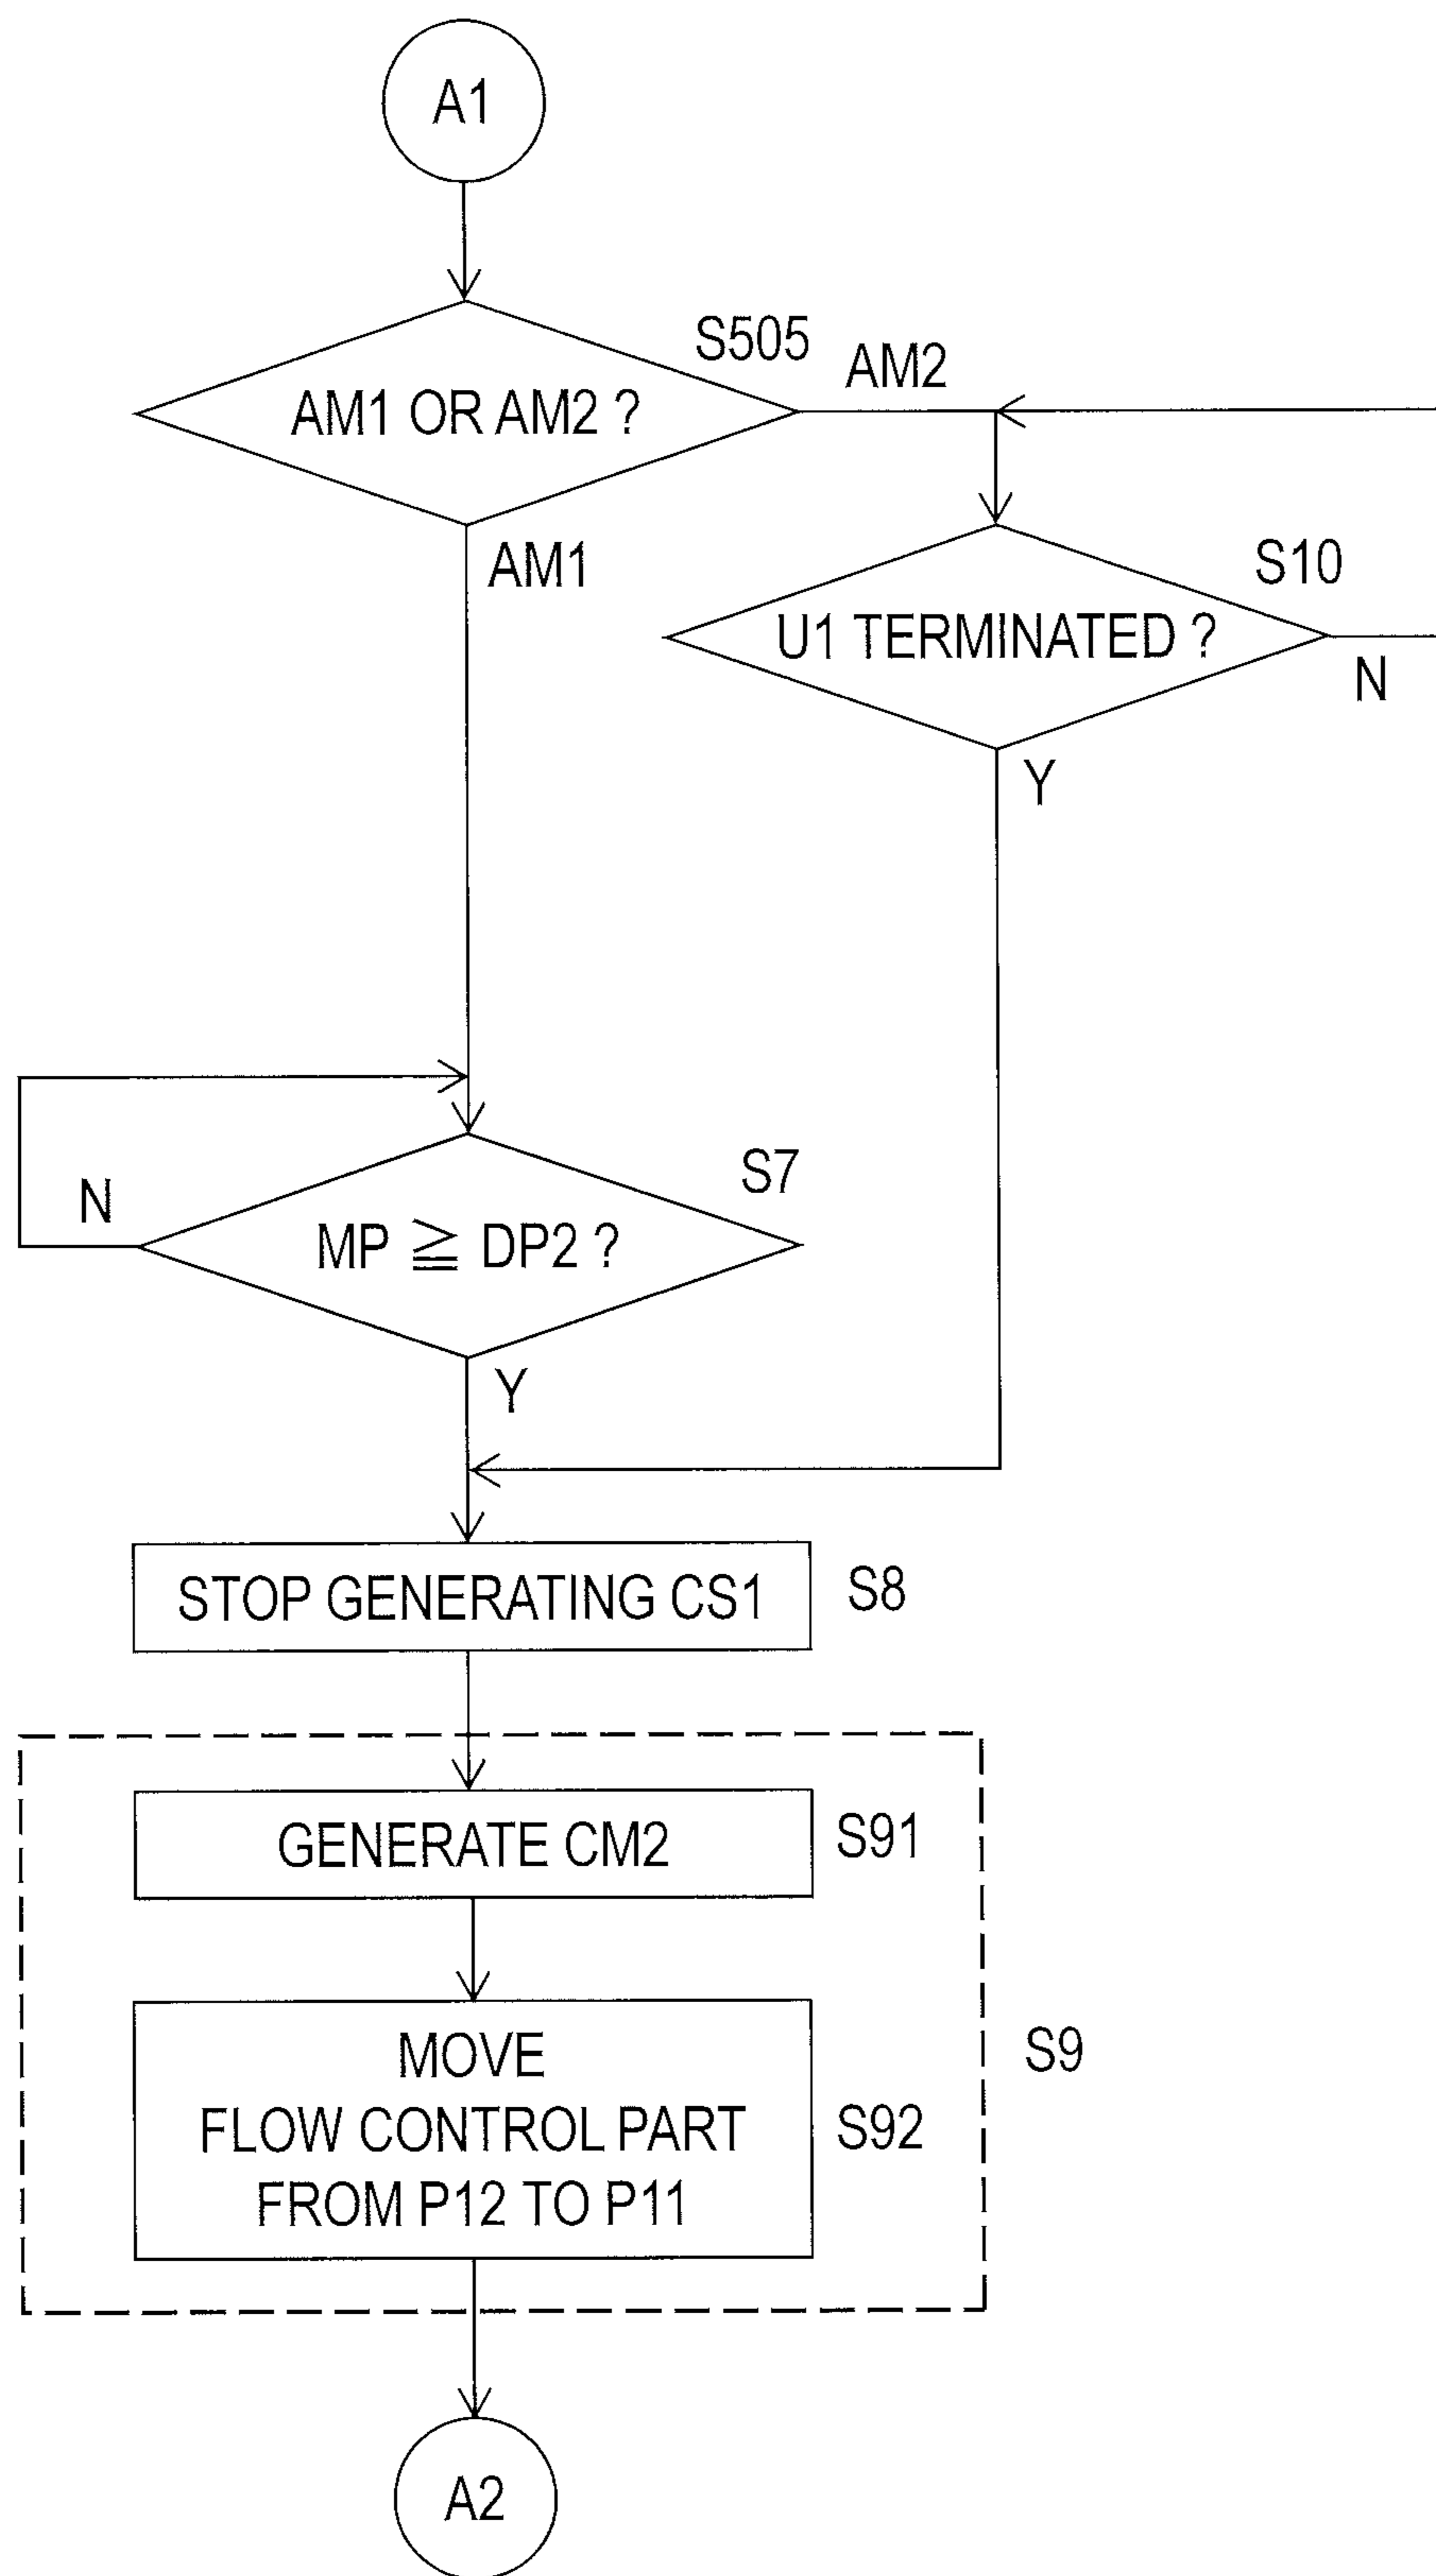 A1
S505
AM1 OR AM2 ?
AM2
AM1
S10
U1 TERMINATED ?
N
Y
S7
N
MP ≧ DP2 ?
Y
STOP GENERATING CS1
S8
GENERATE CM2
S91
MOVE
FLOW CONTROL PART
FROM P12 TO P11
S92
S9
A2